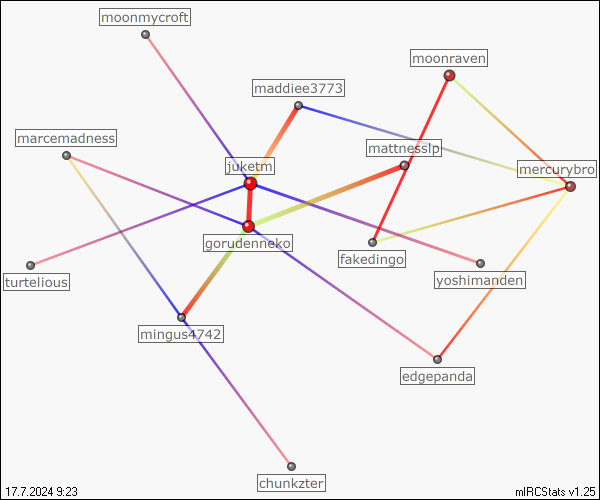 moonmycroft
moonraven
maddiee3773
marcemadness
mattnesslp
juketm
mercurybro
gorudenneko
fakedingo
turtelious
yoshimanden
mingus4742
edgepanda
chunkzter
17.7.2024 9:23
mIRCStats v1.25